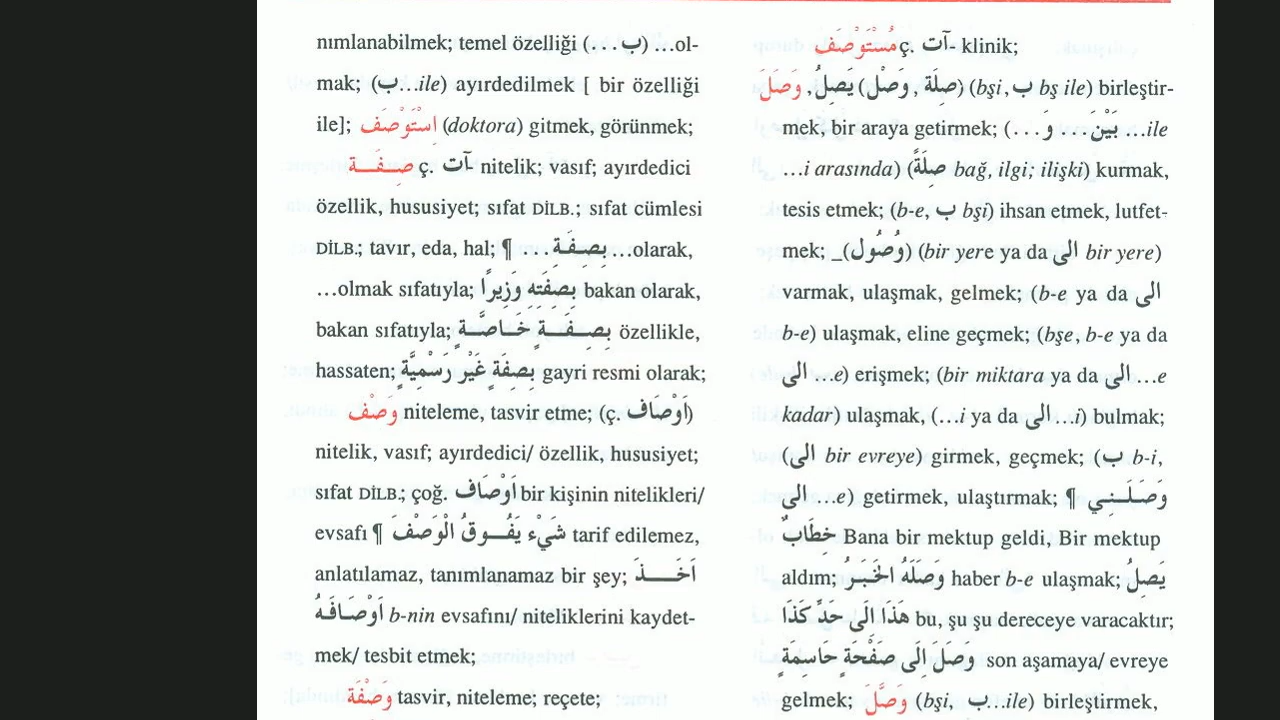 nımlanabilmek; temel özelliği (ب...) ...ol-
mak; (ب...ile) ayırdedilmek [ bir özelliği
ile]; اِسْتَوْصَفَ (doktora) gitmek, görünmek;
صِفَة ç. آت- nitelik; vasıf; ayırdedici
özellik, hususiyet; sıfat DİLB.; sıfat cümlesi
DİLB.; tavır, eda, hal; ¶ ...بِصِفَةِ ...olarak,
...olmak sıfatıyla; بِصِفَتِهِ وَزِيرًا bakan olarak,
bakan sıfatıyla; بِصِفَةٍ خَاصَّةٍ özellikle,
hassaten; بِصِفَةٍ غَيْرِ رَسْمِيَّةٍ gayri resmi olarak;
وَصْف niteleme, tasvir etme; (ç. أَوْصَاف)
nitelik, vasıf; ayırdedici/ özellik, hususiyet;
sıfat DİLB.; çoğ. أَوْصَاف bir kişinin nitelikleri/
evsafı ¶ شَيْء يَفُوقُ الْوَصْفَ tarif edilemez,
anlatılamaz, tanımlanamaz bir şey; أَخَذَ
أَوْصَافَهُ b-nin evsafını/ niteliklerini kaydet-
mek/ tesbit etmek;
وَصْفَة tasvir, niteleme; reçete;
مُسْتَوْصَف ç. آت- klinik;
وَصَلَ, يَصِلُ (صِلَة , وَصْل) (bşi, ب bş ile) birleştir-
mek, bir araya getirmek; (بَيْنَ... وَ... ...ile
...i arasında) (صِلَةً bağ, ilgi; ilişki) kurmak,
tesis etmek; (b-e, ب bşi) ihsan etmek, lutfet-
mek; _(وُصُول) (bir yere ya da الى bir yere)
varmak, ulaşmak, gelmek; (b-e ya da الى
b-e) ulaşmak, eline geçmek; (bşe, b-e ya da
الى ...e) erişmek; (bir miktara ya da الى ...e
kadar) ulaşmak, (...i ya da الى ...i) bulmak;
(الى bir evreye) girmek, geçmek; (ب b-i,
الى ...e) getirmek, ulaştırmak; ¶ وَصَلَنِي
خِطَابٌ Bana bir mektup geldi, Bir mektup
aldım; وَصَلَهُ الْخَبَرُ haber b-e ulaşmak; يَصِلُ
هَذَا الَى حَدِّ كَذَا bu, şu şu dereceye varacaktır;
وَصَلَ إِلَى صَفْحَةٍ حَاسِمَةٍ son aşamaya/ evreye
gelmek; وَصَّلَ (bşi, ب...ile) birleştirmek,